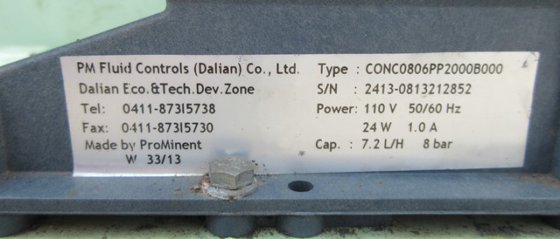 PM Fluid Controls (Dalian) Co., Ltd.
Dalian Eco.&Tech.Dev.Zone
Tel: 0411-87315738
Fax: 0411-87315730
Made by ProMinent
W 33/13
Type : CONC0806PP2000B000
S/N : 2413-0813212852
Power: 110 V 50/60 Hz
24 W 1.0 A
Cap. : 7.2 L/H 8 bar